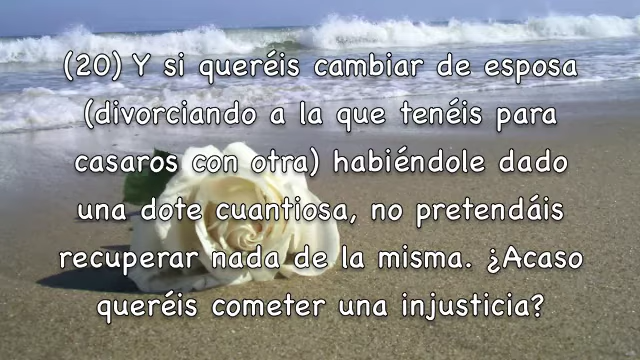 (20) Y si queréis cambiar de esposa
(divorciando a la que tenéis para
casaros con otra) habiéndole dado
una dote cuantiosa, no pretendáis
recuperar nada de la misma. ¿Acaso
queréis cometer una injusticia?